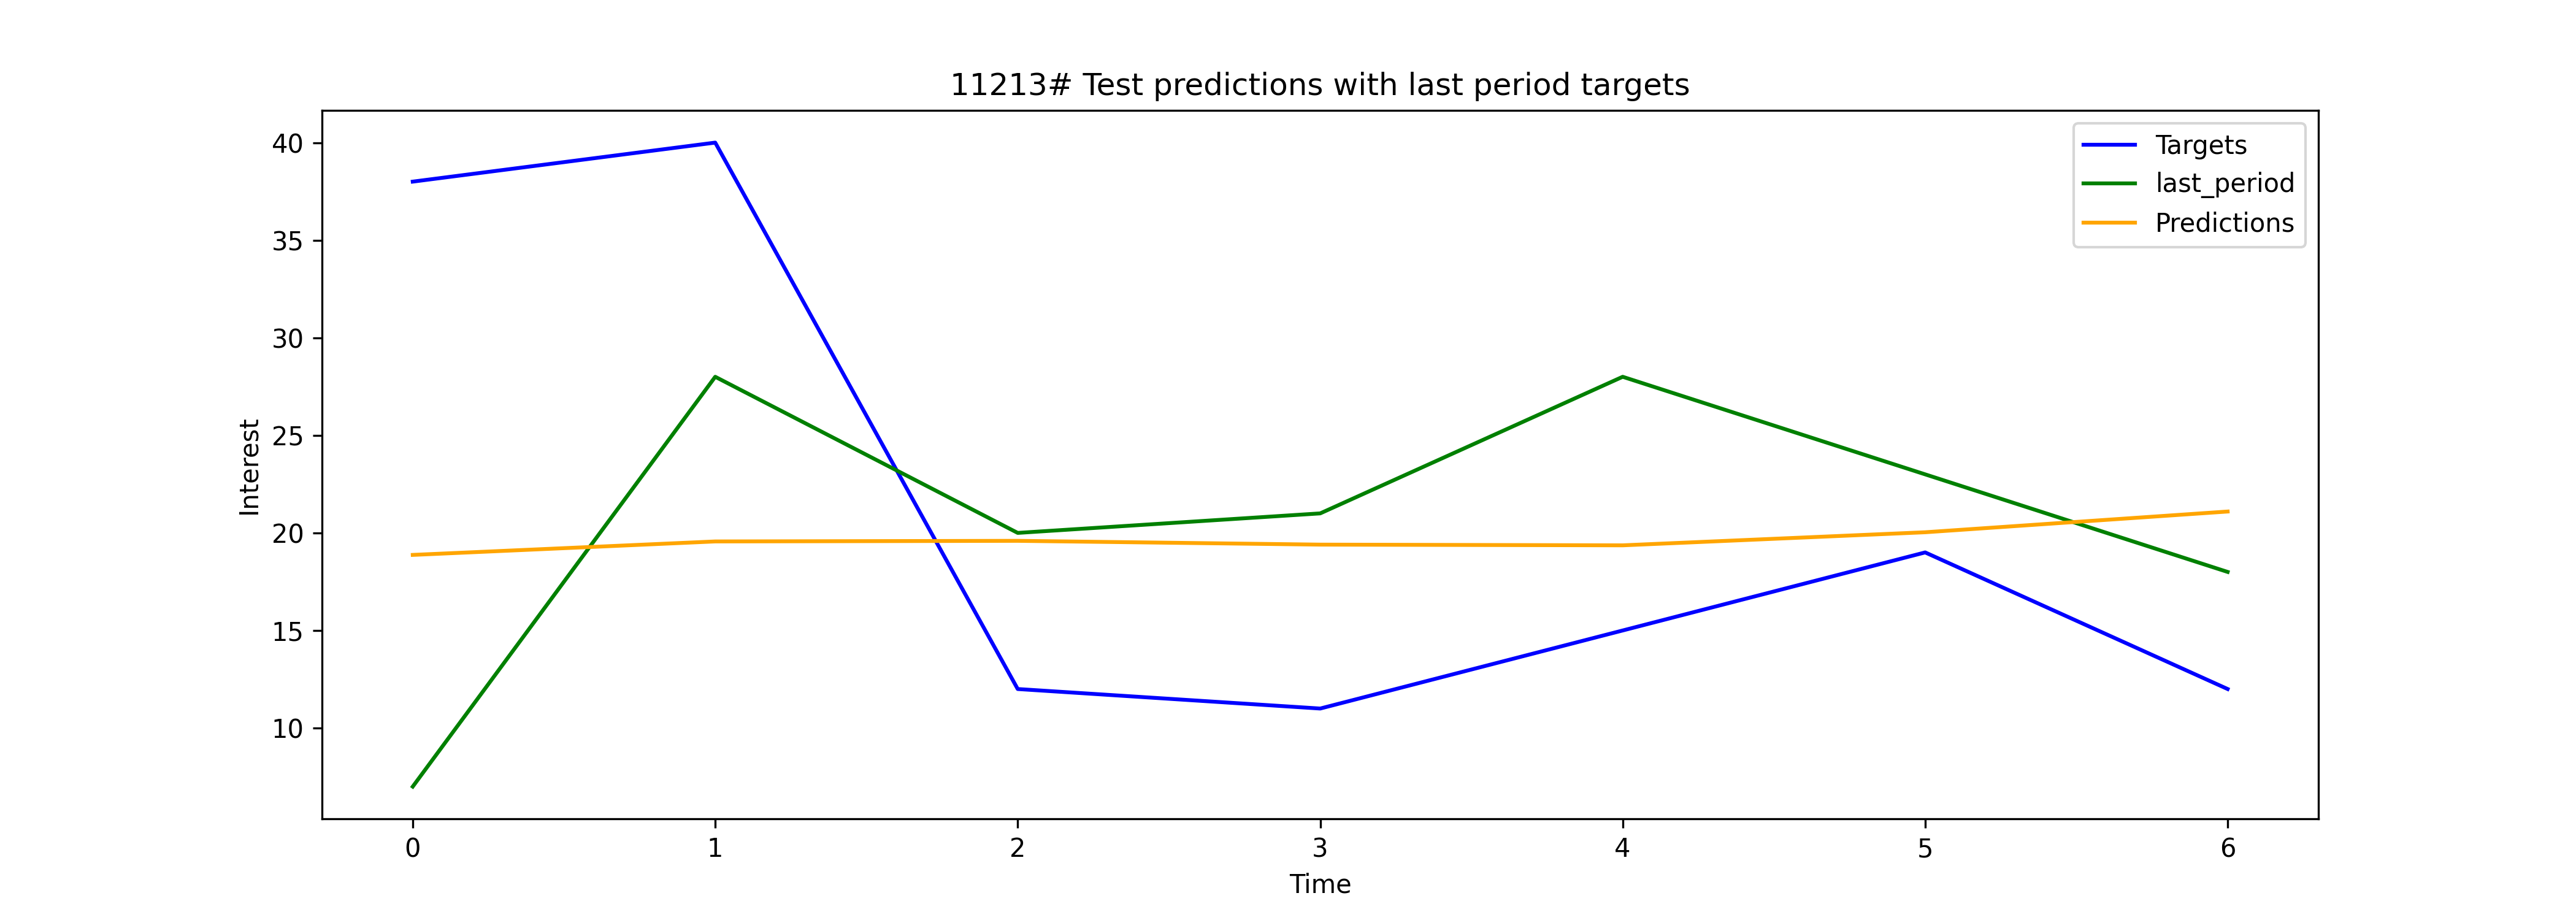 11213# Test predictions with last period targets
40
35
30
25
20
15
10
Interest
Targets
last_period
Predictions
0 1 2 3 4 5 6
Time